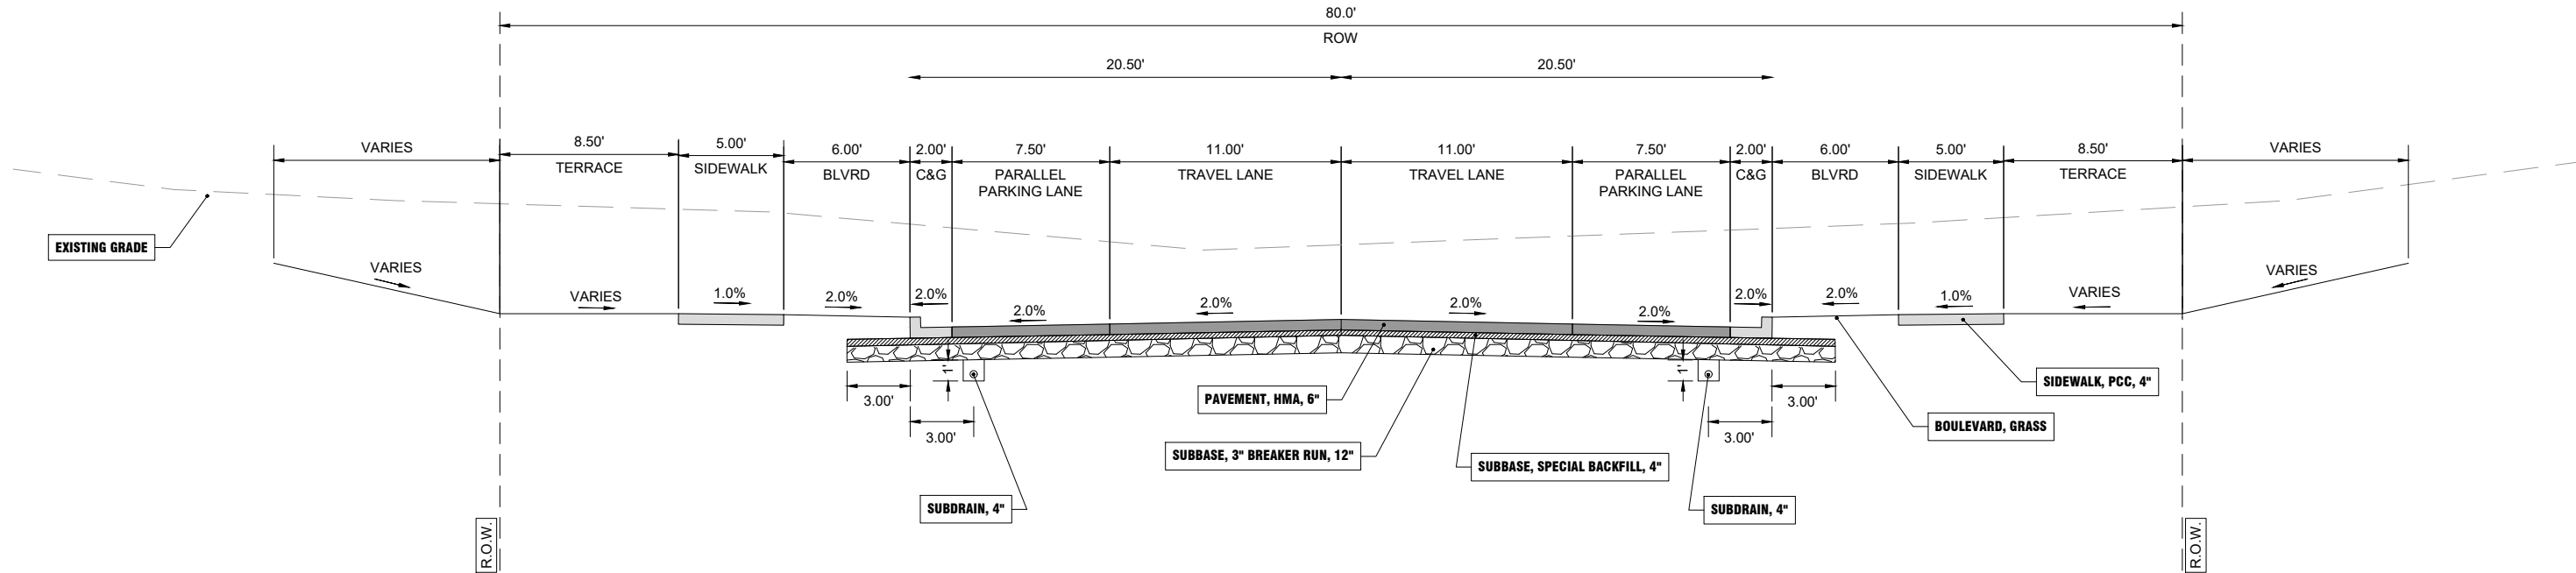 80.0'
ROW
20.50' 20.50'
VARIES 8.50' 5.00' 6.00' 2.00' 7.50' 11.00' 11.00' 7.50' 2.00' 6.00' 5.00' 8.50' VARIES
TERRACE SIDEWALK BLVRD C&G PARALLEL TRAVEL LANE TRAVEL LANE PARALLEL C&G BLVRD SIDEWALK TERRACE
PARKING LANE PARKING LANE
EXISTING GRADE
VARIES VARIES 1.0% 2.0% 2.0% 2.0% 2.0% 2.0% 2.0% 2.0% 2.0% 1.0% VARIES VARIES
1' 1'
3.00' 3.00'
3.00' 3.00'
SIDEWALK, PCC, 4"
PAVEMENT, HMA, 6"
BOULEVARD, GRASS
SUBBASE, 3" BREAKER RUN, 12"
SUBBASE, SPECIAL BACKFILL, 4"
SUBDRAIN, 4" SUBDRAIN, 4"
R.O.W. R.O.W.